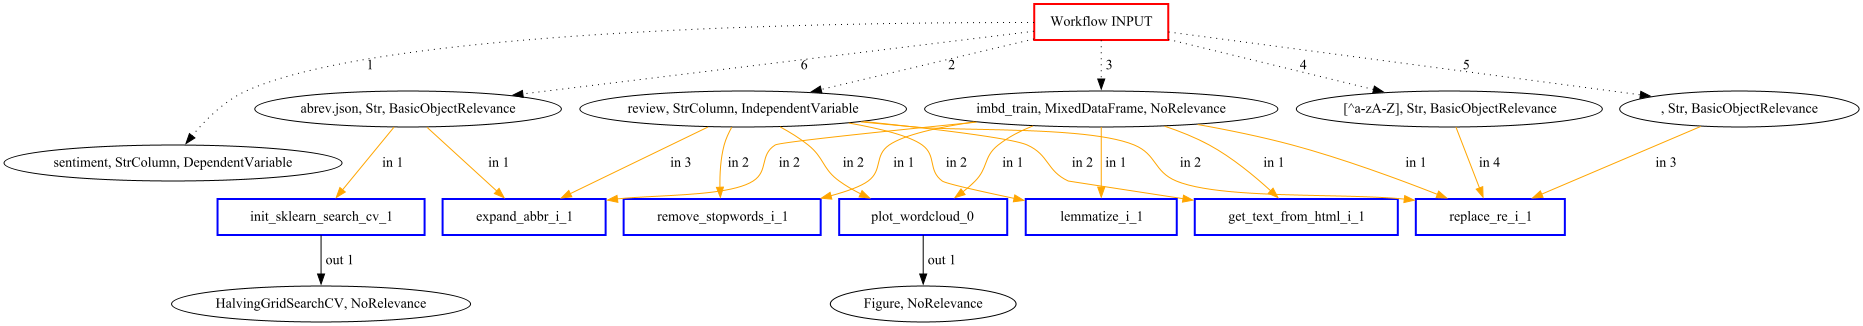 Workflow INPUT
1
6
2
3
4
5
abrev.json, Str, BasicObjectRelevance
review, StrColumn, IndependentVariable
imbd_train, MixedDataFrame, NoRelevance
[^a-zA-Z], Str, BasicObjectRelevance
, Str, BasicObjectRelevance
sentiment, StrColumn, DependentVariable
in 1
in 1
in 3
in 2
in 2
in 2
in 1
in 2
in 1
in 1
in 2
in 1
in 2
in 1
in 4
in 3
init_sklearn_search_cv_1
expand_abbr_i_1
remove_stopwords_i_1
plot_wordcloud_0
lemmatize_i_1
get_text_from_html_i_1
replace_re_i_1
out 1
out 1
HalvingGridSearchCV, NoRelevance
Figure, NoRelevance